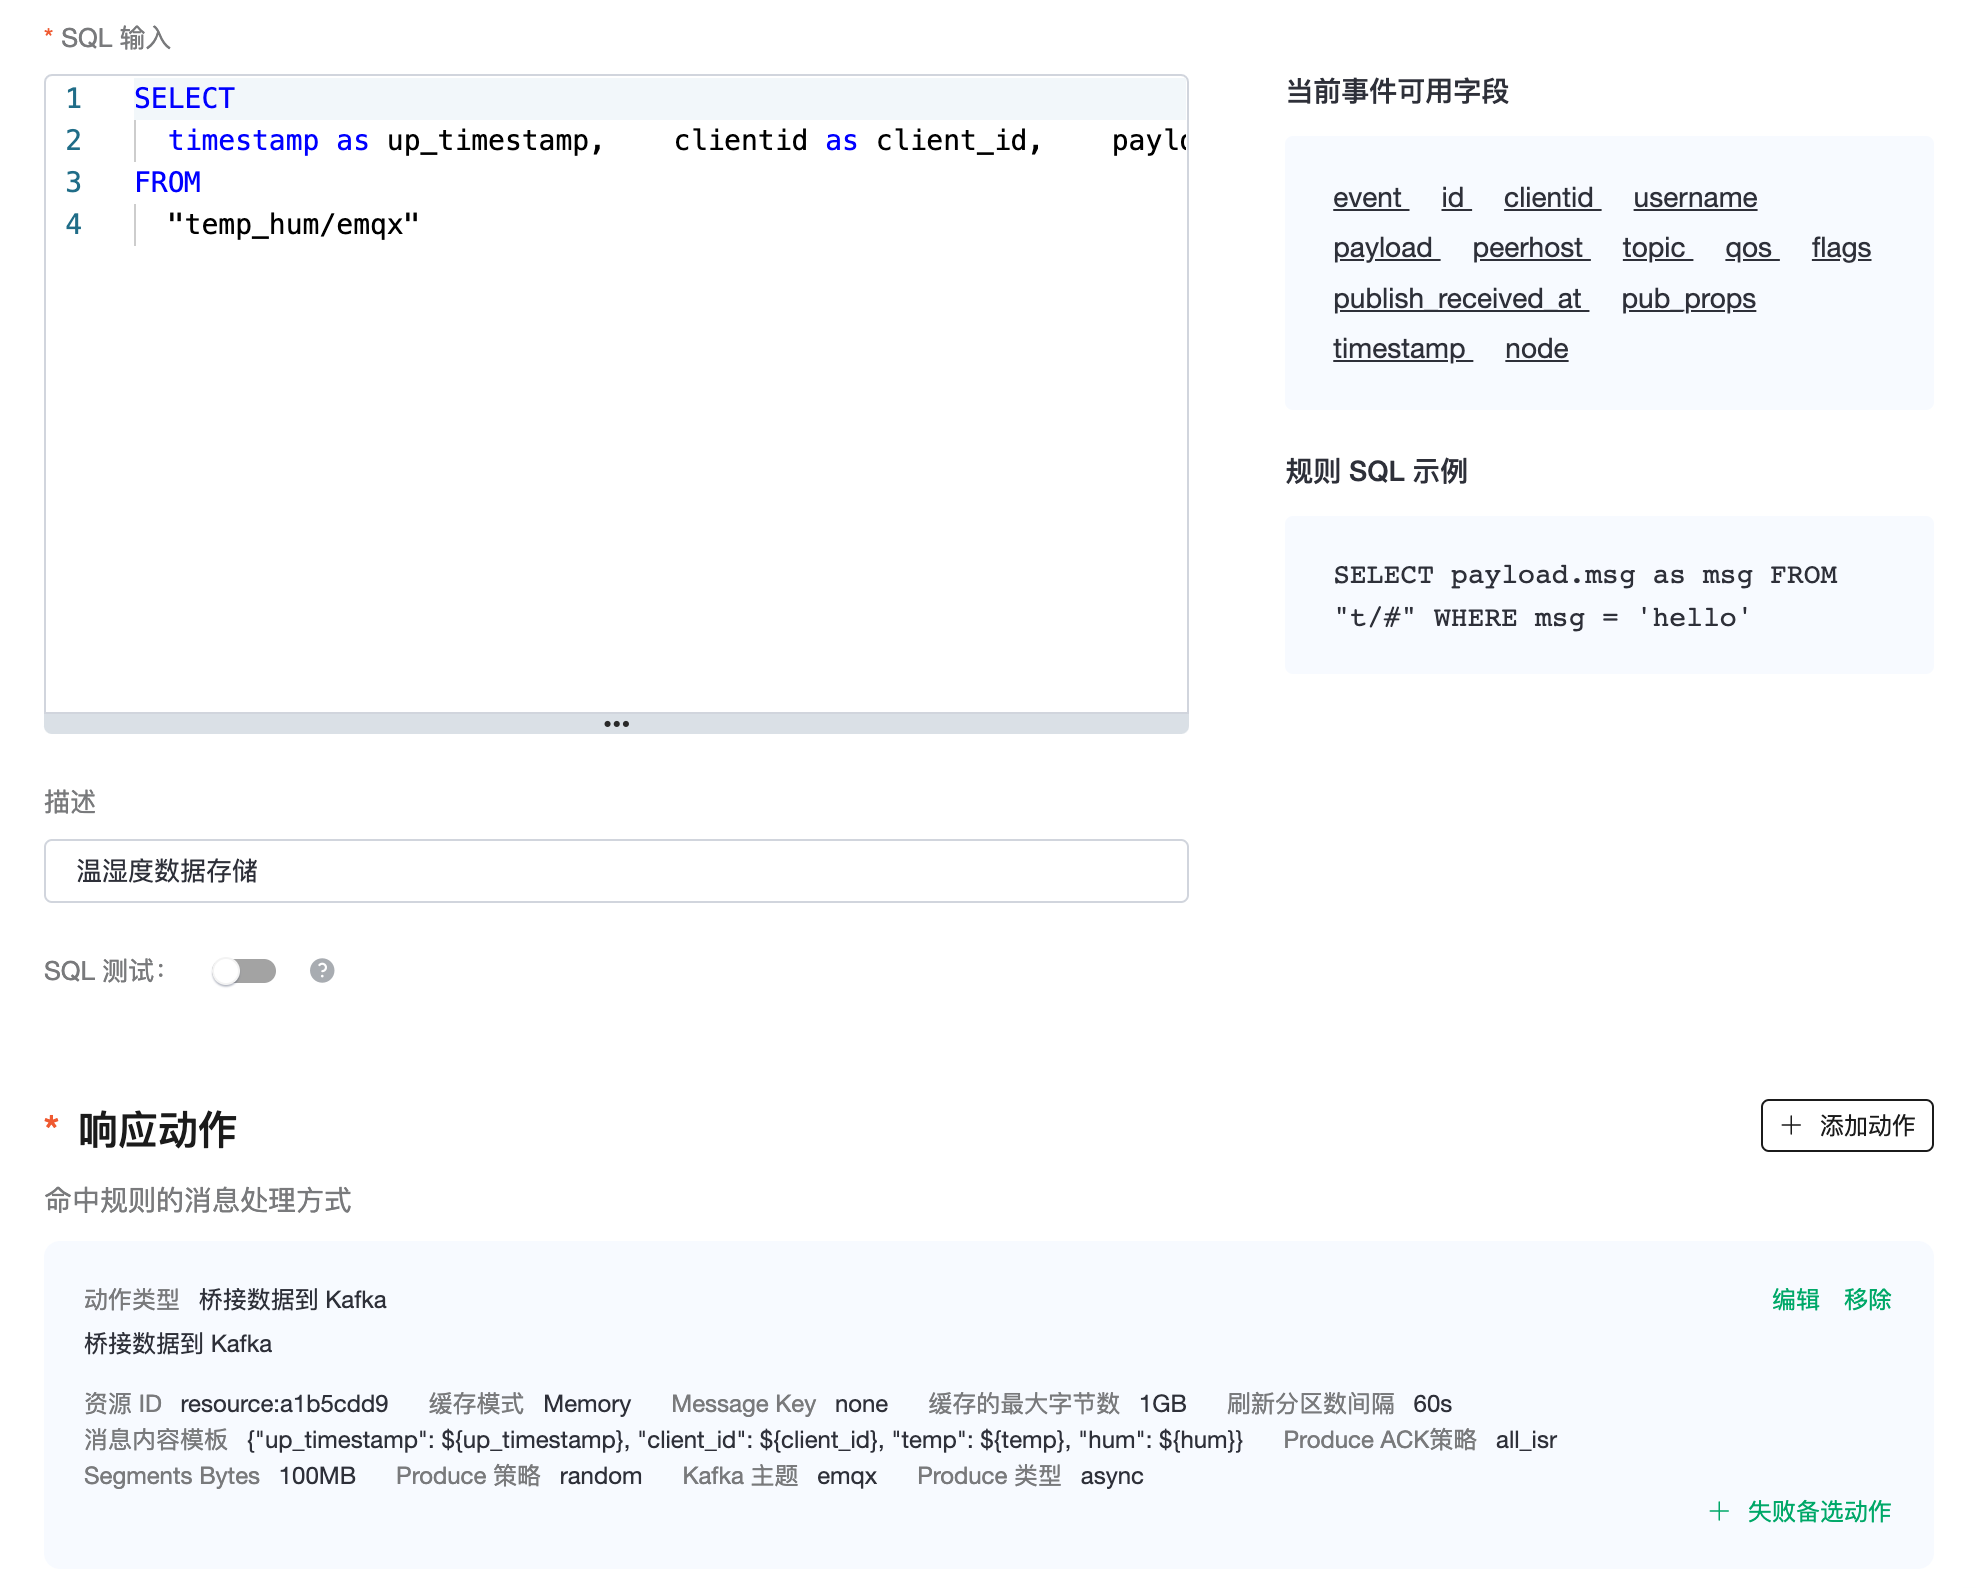 * SQL 输入
1 SELECT
2 timestamp as up_timestamp, clientid as client_id,
3 FROM
4 "temp_hum/emqx"
•••
当前事件可用字段
event id clientid username
payload peerhost topic qos flags
publish_received_at pub_props
timestamp node
规则 SQL 示例
SELECT payload.msg as msg FROM
"t/#" WHERE msg = 'hello'
描述
温湿度数据存储
SQL 测试： ?
* 响应动作
+ 添加动作
命中规则的消息处理方式
动作类型 桥接数据到 Kafka 编辑 移除
桥接数据到 Kafka
资源 ID resource:a1b5cdd9 缓存模式 Memory Message Key none 缓存的最大字节数 1GB 刷新分区数间隔 60s
消息内容模板 {"up_timestamp": ${up_timestamp}, "client_id": ${client_id}, "temp": ${temp}, "hum": ${hum}} Produce ACK策略 all_isr
Segments Bytes 100MB Produce 策略 random Kafka 主题 emqx Produce 类型 async
+ 失败备选动作